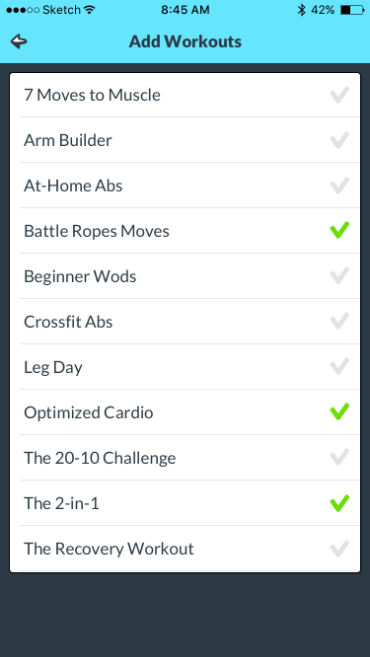 Sketch 8:45 AM 42%
Add Workouts
7 Moves to Muscle
Arm Builder
At-Home Abs
Battle Ropes Moves
Beginner Wods
Crossfit Abs
Leg Day
Optimized Cardio
The 20-10 Challenge
The 2-in-1
The Recovery Workout